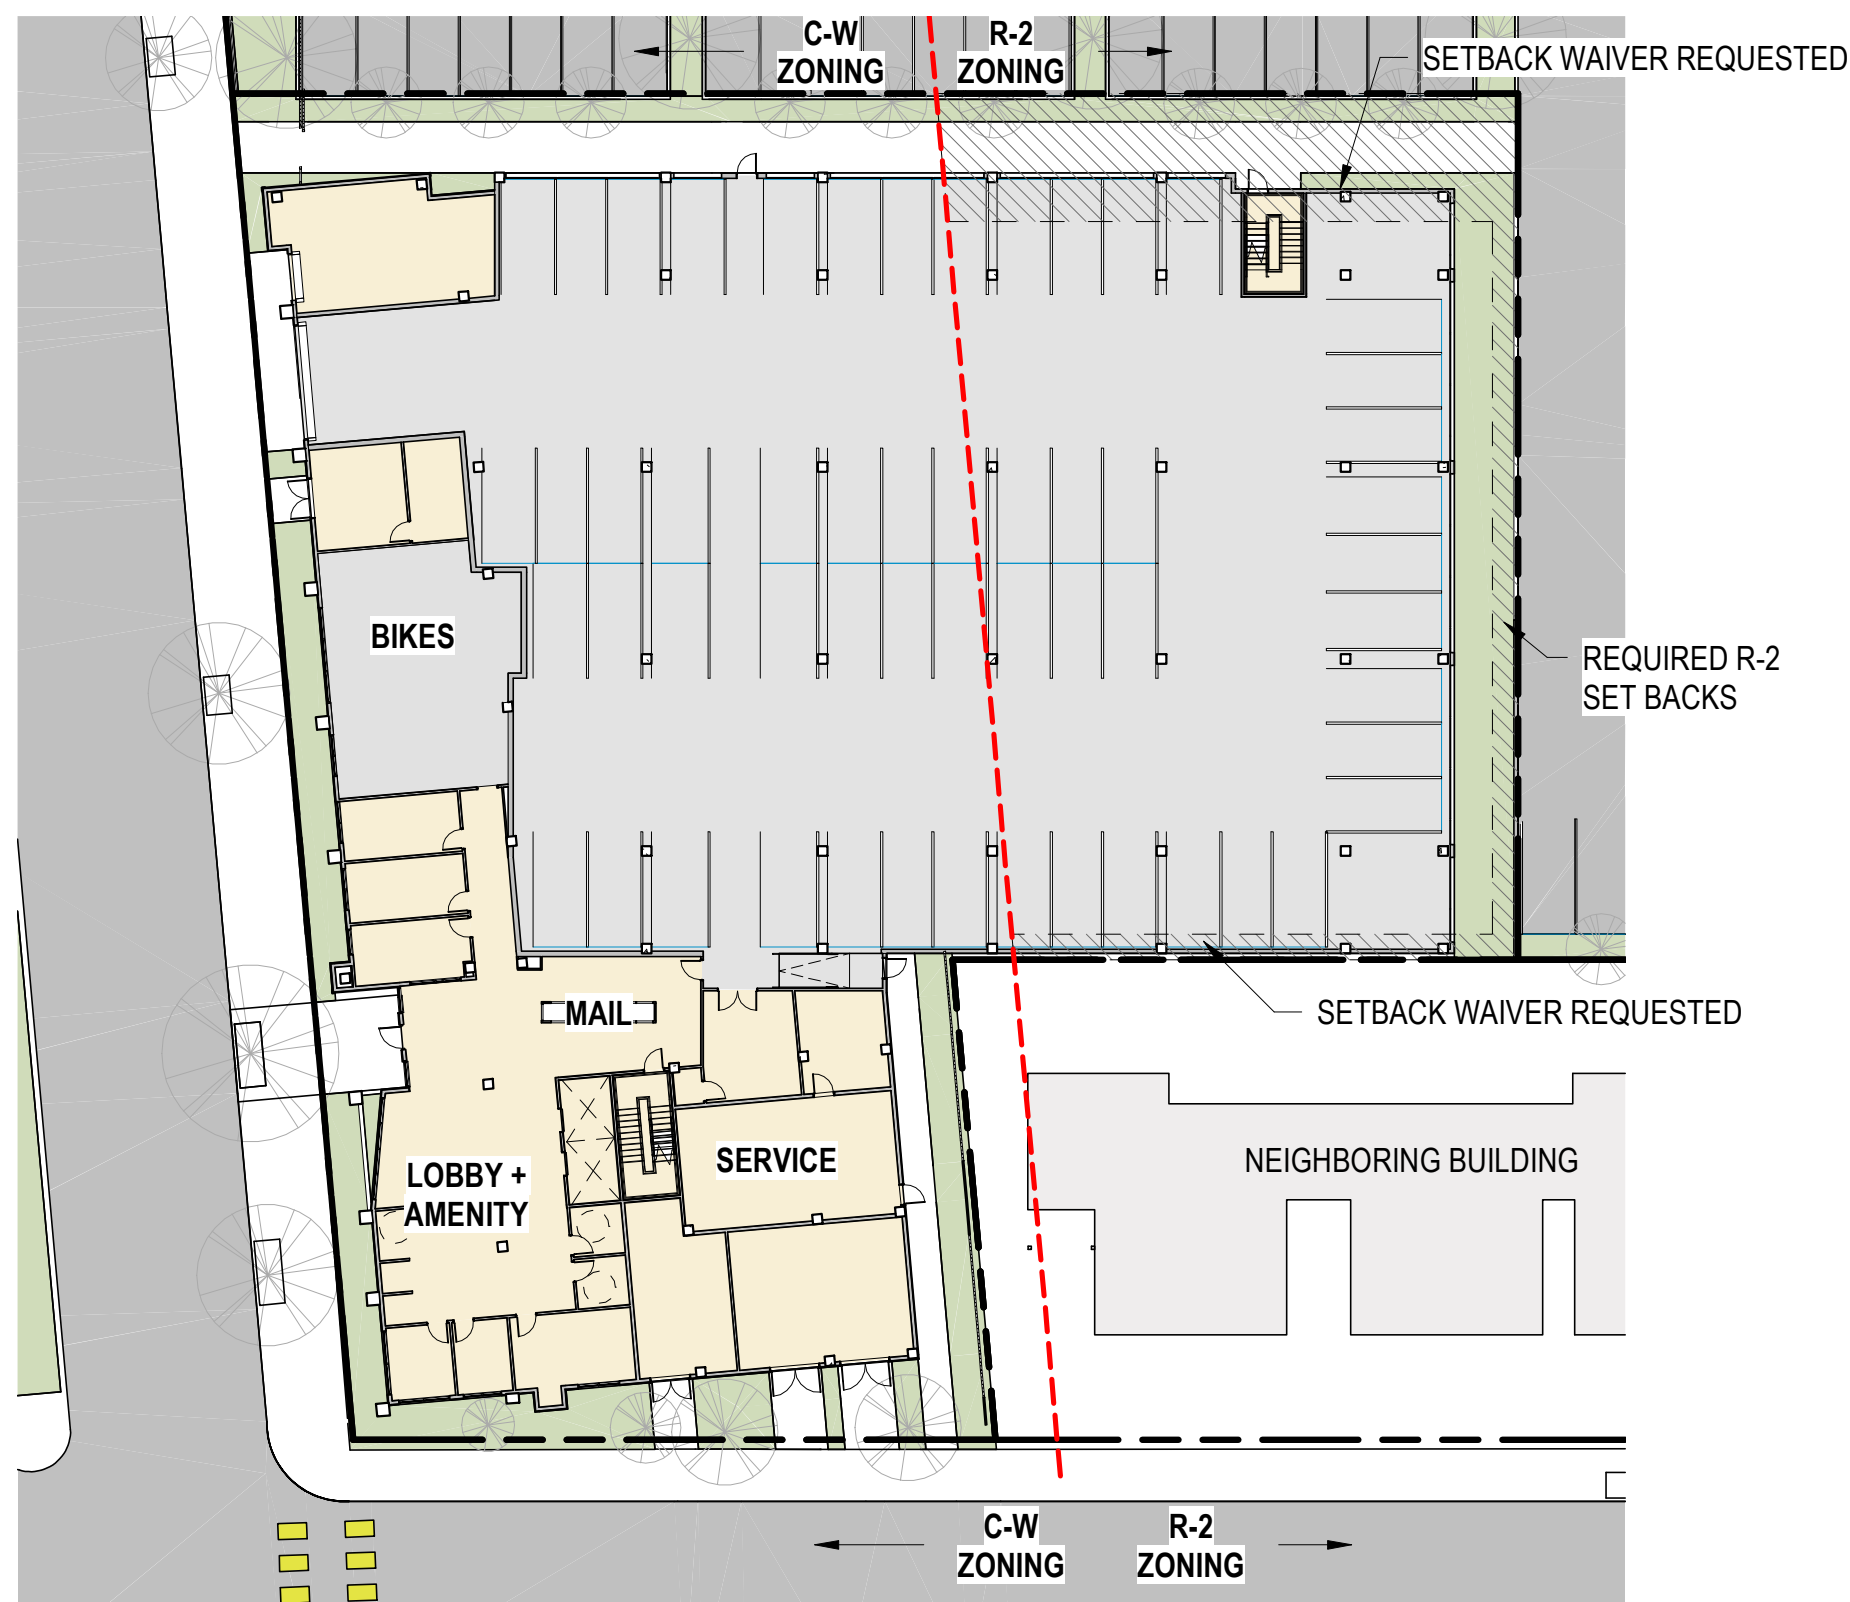 C-W
ZONING
R-2
ZONING
SETBACK WAIVER REQUESTED
BIKES
REQUIRED R-2
SET BACKS
MAIL
SETBACK WAIVER REQUESTED
LOBBY +
AMENITY
SERVICE
NEIGHBORING BUILDING
C-W
ZONING
R-2
ZONING